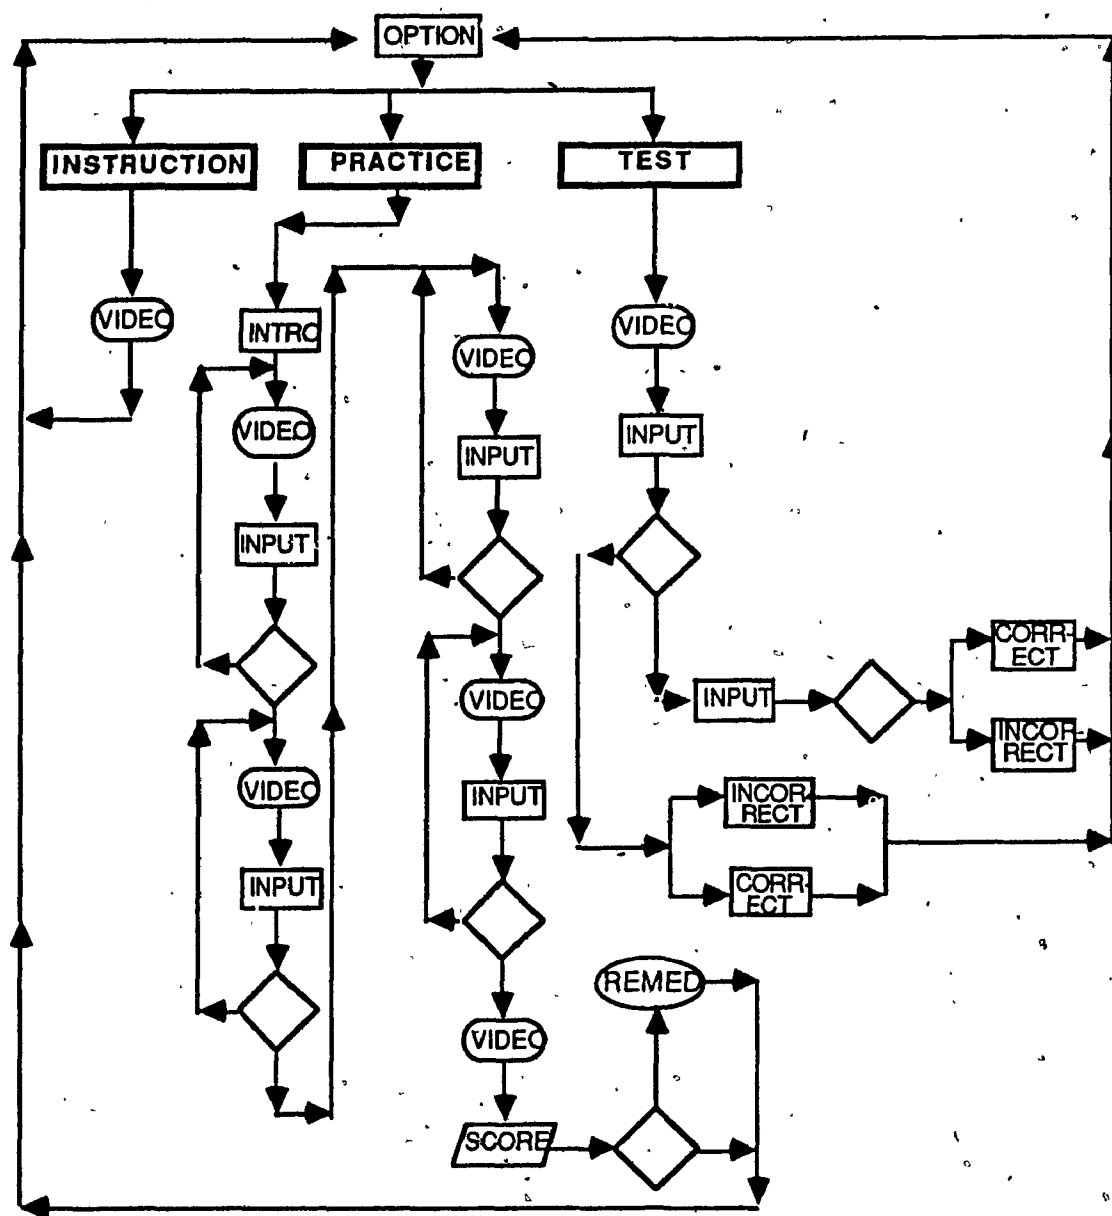 OPTION
INSTRUCTION
PRACTICE
TEST
VIDEO
INTRO
VIDEO
INPUT
VIDEO
INPUT
VIDEO
INPUT
VIDEO
INPUT
VIDEO
SCORE
REMED
VIDEO
INPUT
INPUT
CORR-
ECT
INCOR
RECT
INCOR
RECT
CORR-
ECT